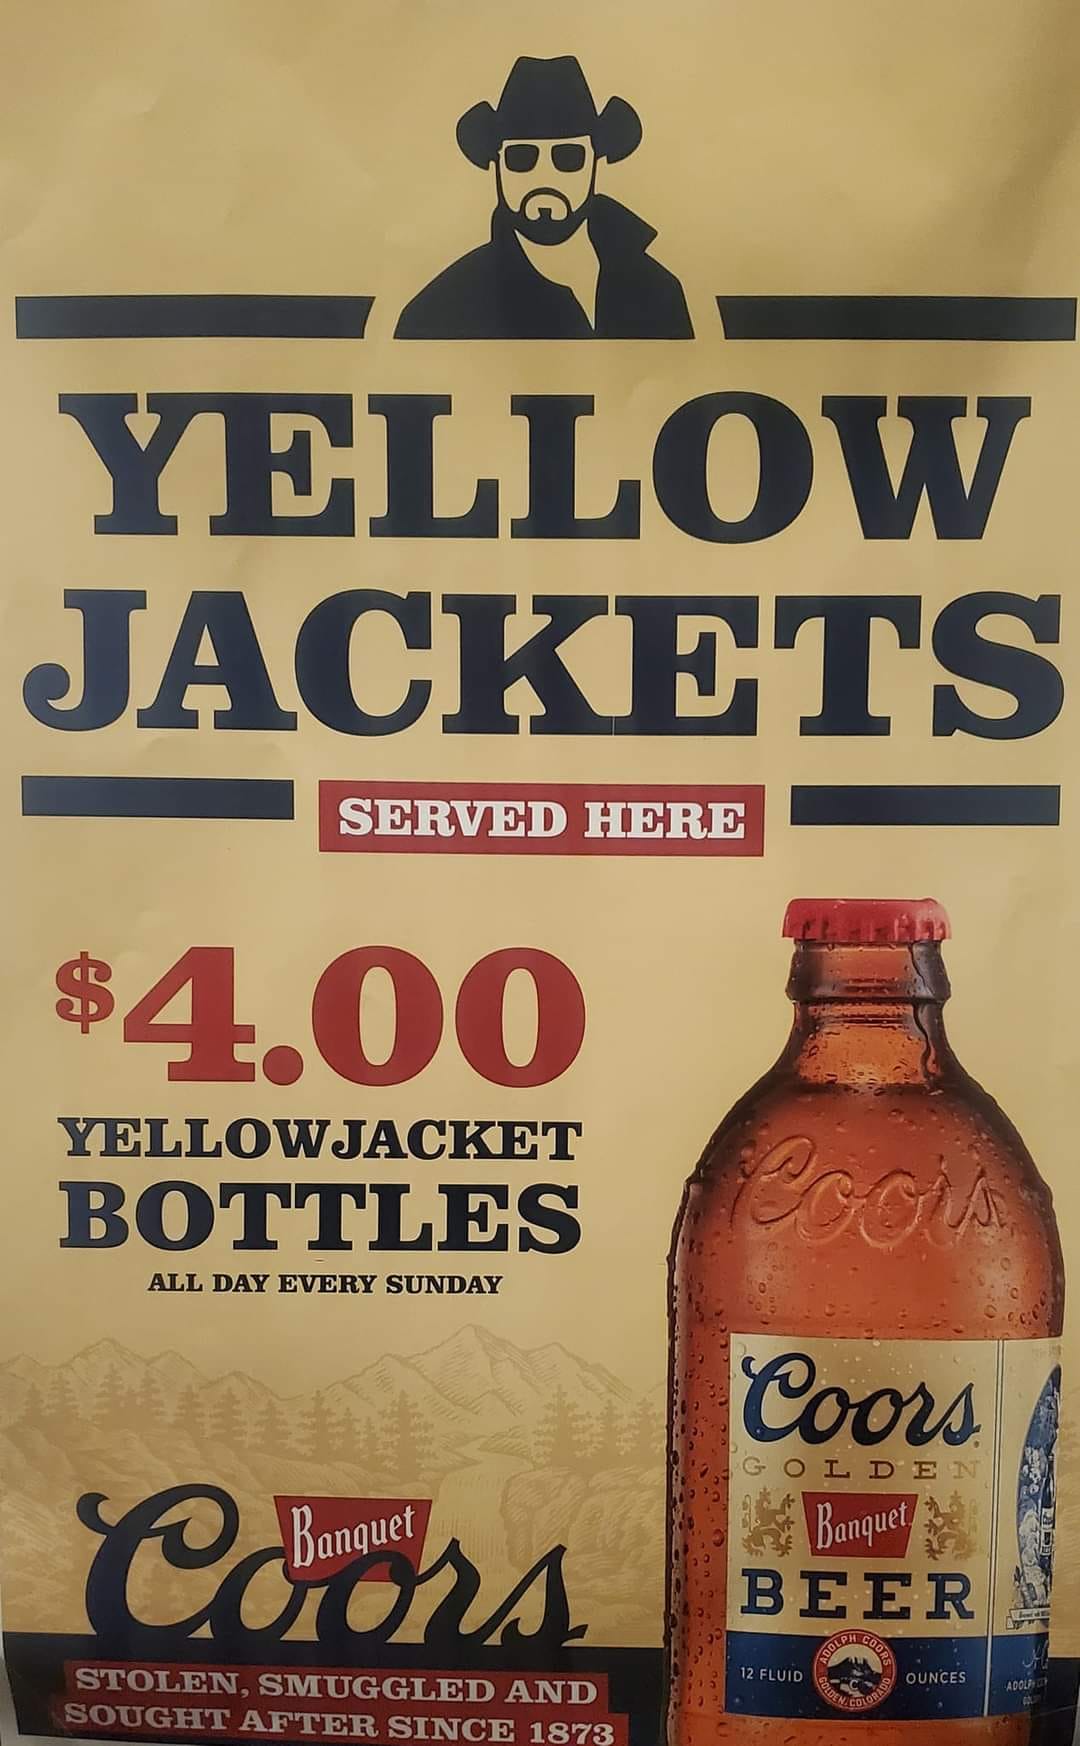 YELLOW
JACKETS
SERVED HERE
$4.00
YELLOWJACKET
BOTTLES
ALL DAY EVERY SUNDAY
Coors
Banquet
Coors
STOLEN, SMUGGLED AND
SOUGHT AFTER SINCE 1873
Coors
GOLDEN
Banquet
BEER
12 FLUID OUNCES
ADOLPH COORS
GOLDEN, COLORADO